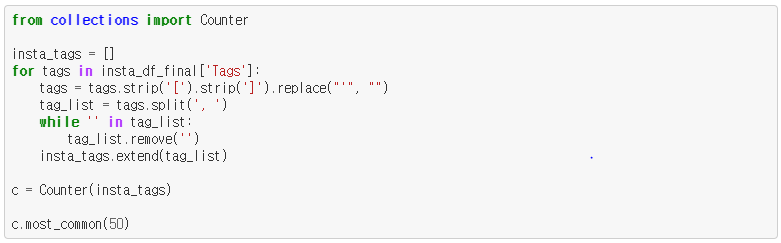 from collections import Counter
insta_tags = []
for tags in insta_df_final['Tags']:
    tags = tags.strip('[').strip(']').replace("'", "")
    tag_list = tags.split(', ')
    while '' in tag_list:
        tag_list.remove('')
    insta_tags.extend(tag_list)
c = Counter(insta_tags)
c.most_common(50)